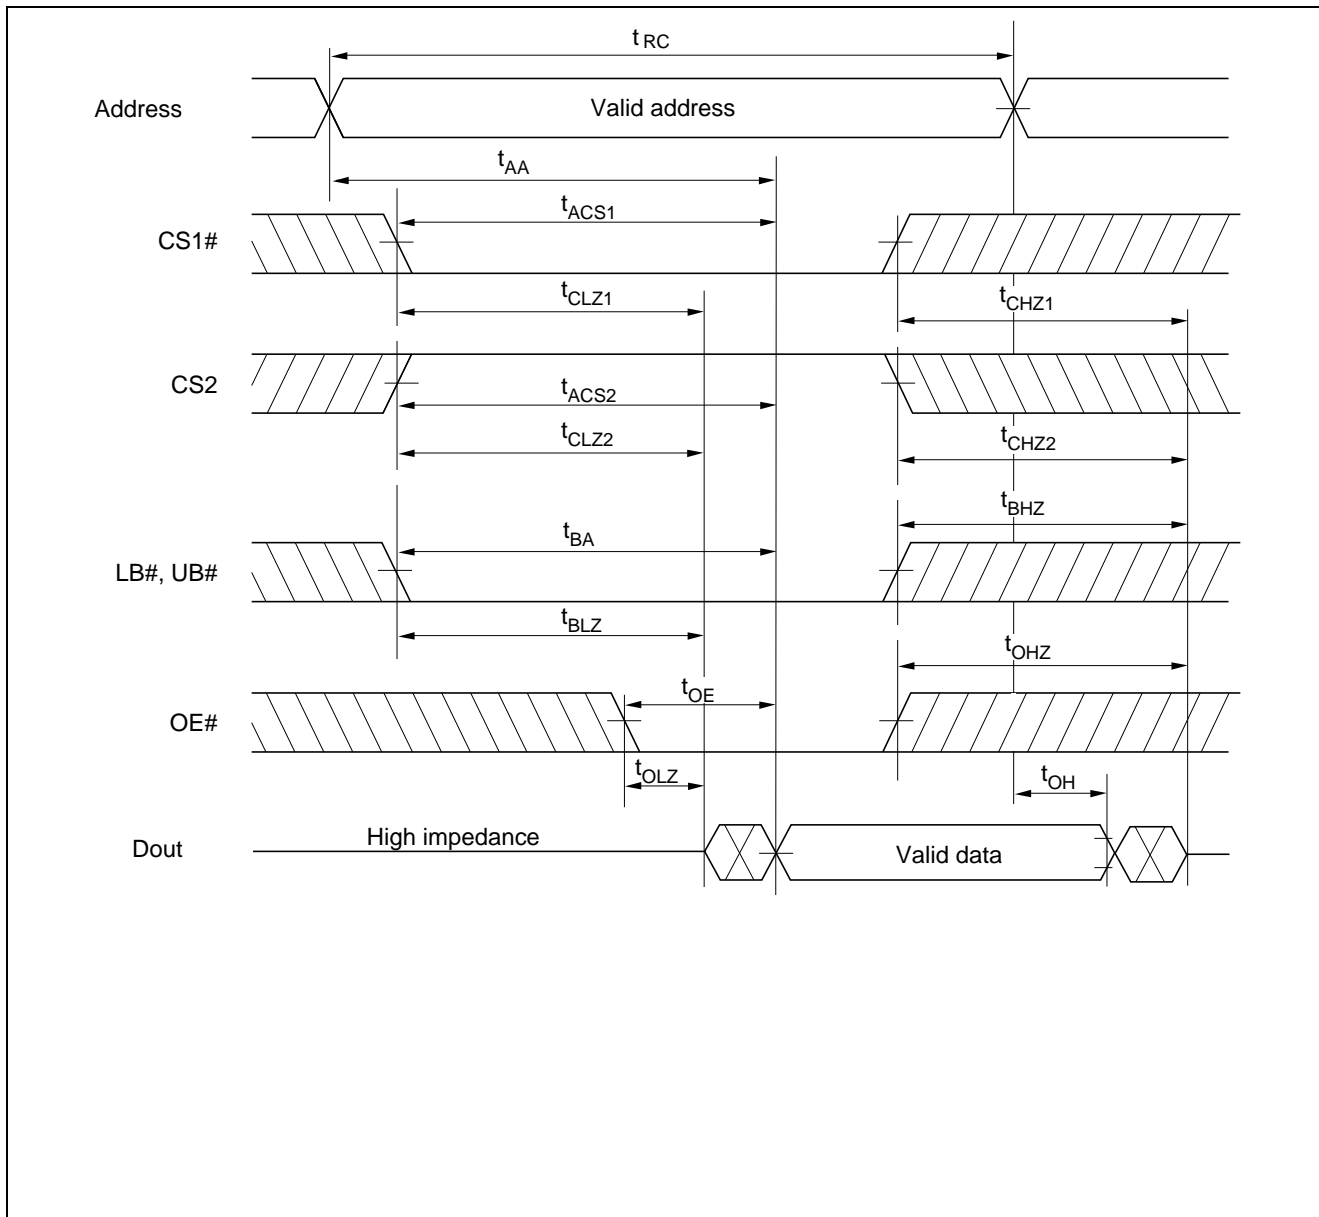 t RC
Address
Valid address
tAA
tACS1
CS1#
tCLZ1
tCHZ1
CS2
tACS2
tCLZ2
tCHZ2
tBHZ
tBA
LB#, UB#
tBLZ
tOHZ
tOE
OE#
tOLZ
tOH
Dout
High impedance
Valid data